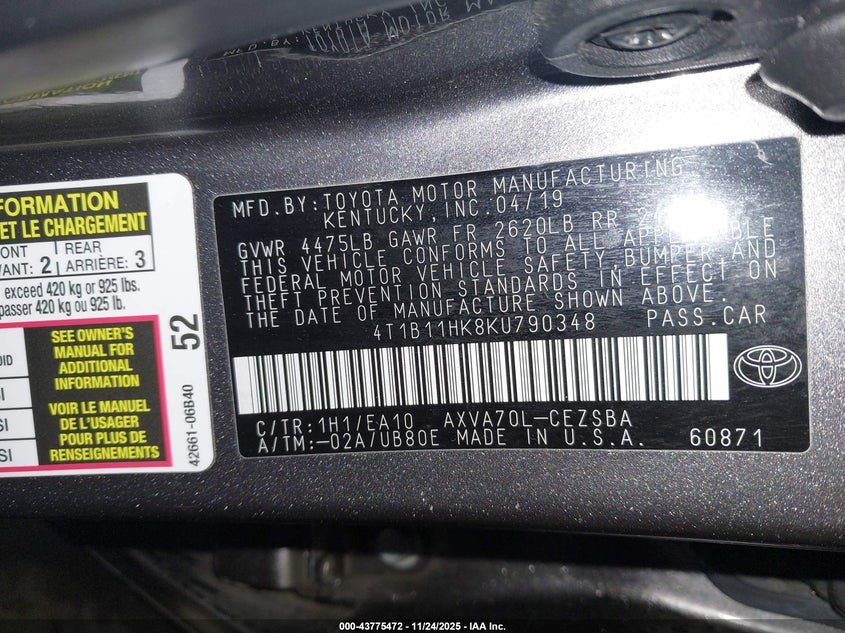 FORMATION
ET LE CHARGEMENT
ONT
VANT: 2
REAR
ARRIÈRE: 3
exceed 420 kg or 925 lbs.
passer 420 kg ou 925 lb.
SEE OWNER'S
MANUAL FOR
ADDITIONAL
INFORMATION
VOIR LE MANUEL
DE L'USAGER
POUR PLUS DE
RENSEIGNEMENTS
OID
SI
SI
SI
52
42661-06B40
MFD.BY: TOYOTA MOTOR MANUFACTURING
KENTUCKY, INC. 04/19
GVWR 4475LB GAWR FR 2620LB RR
THIS VEHICLE CONFORMS TO ALL APPLICABLE
FEDERAL MOTOR VEHICLE SAFETY BUMPER AND
THEFT PREVENTION STANDARDS IN EFFECT ON
THE DATE OF MANUFACTURE SHOWN ABOVE.
4T1B11HK8KU790348 PASS.CAR
C/TR: 1H1/EA10 AXVA70L-CEZSBA
A/TM:-02A/UB80E MADE IN U.S.A. 60871
000-43775472 - 11/24/2025 - IAA Inc.